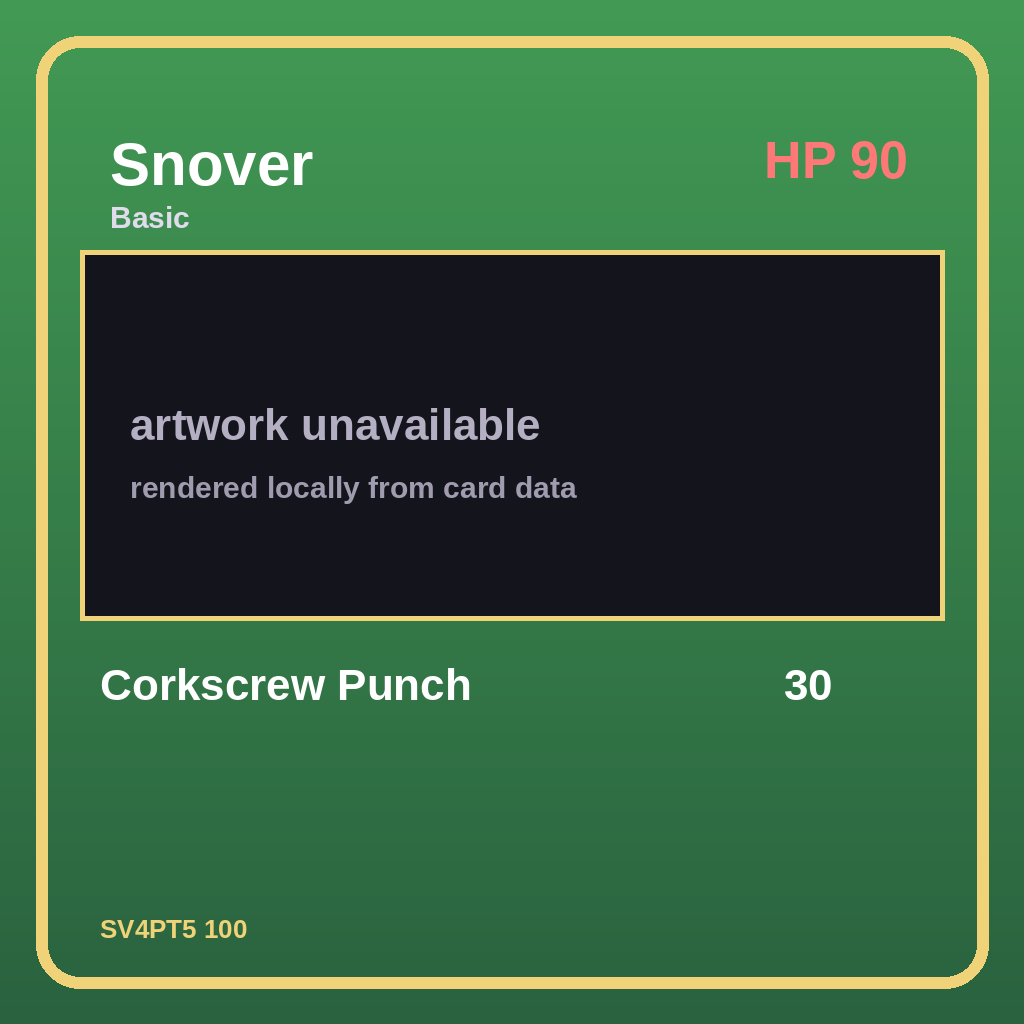 Snover
HP 90
Basic
artwork unavailable
rendered locally from card data
Corkscrew Punch 30
SV4PT5 100